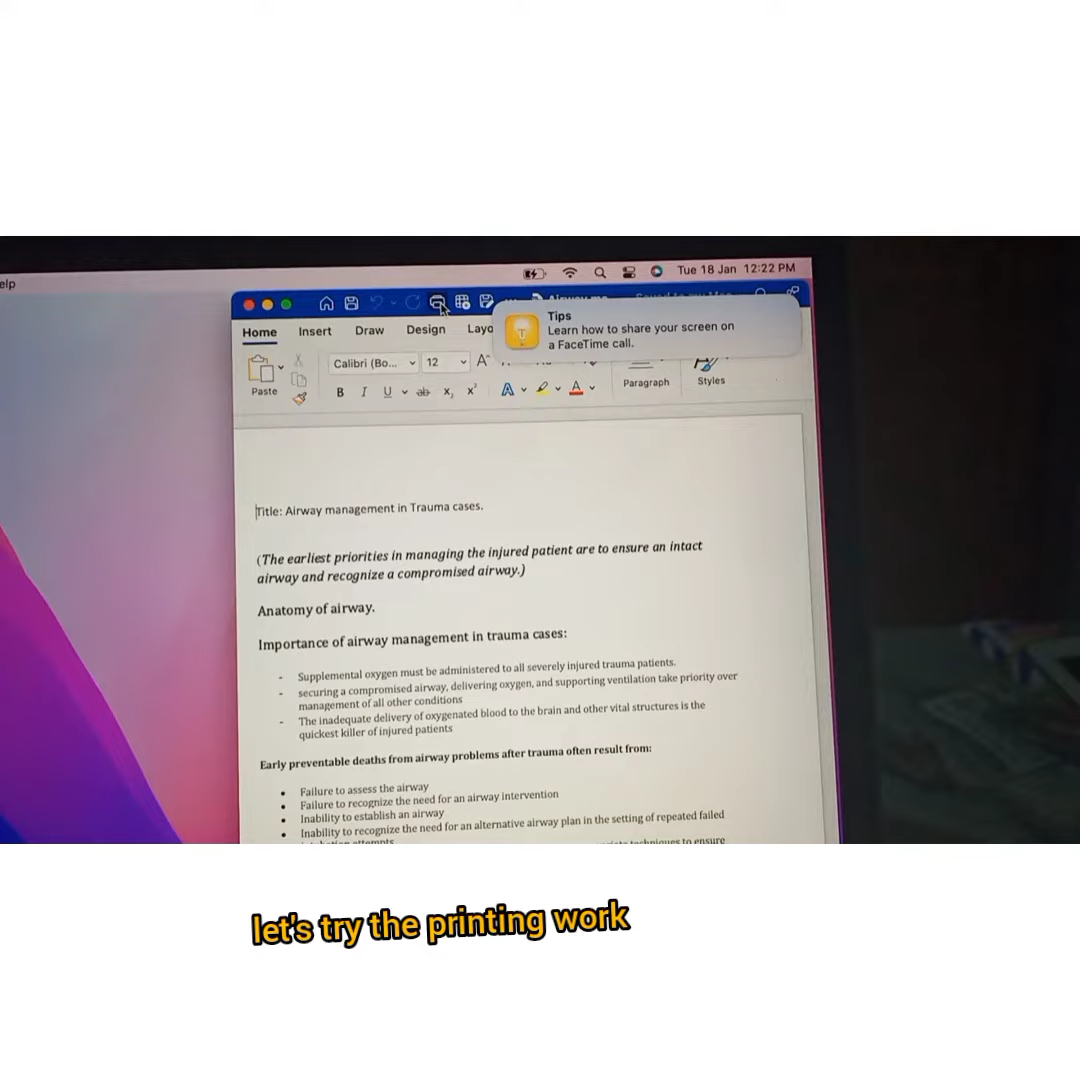 elp
Tue 18 Jan 12:22 PM
Tips
Learn how to share your screen on
a FaceTime call.
Home Insert Draw Design Layo
Calibri (Bo... 12 A^
Paste
B I U ab x, x² A A
Paragraph
Styles
Title: Airway management in Trauma cases.
(The earliest priorities in managing the injured patient are to ensure an intact
airway and recognize a compromised airway.)
Anatomy of airway.
Importance of airway management in trauma cases:
- Supplemental oxygen must be administered to all severely injured trauma patients.
- securing a compromised airway, delivering oxygen, and supporting ventilation take priority over
management of all other conditions
- The inadequate delivery of oxygenated blood to the brain and other vital structures is the
quickest killer of injured patients
Early preventable deaths from airway problems after trauma often result from:
• Failure to assess the airway
• Failure to recognize the need for an airway intervention
• Inability to establish an airway
• Inability to recognize the need for an alternative airway plan in the setting of repeated failed
let's try the printing work